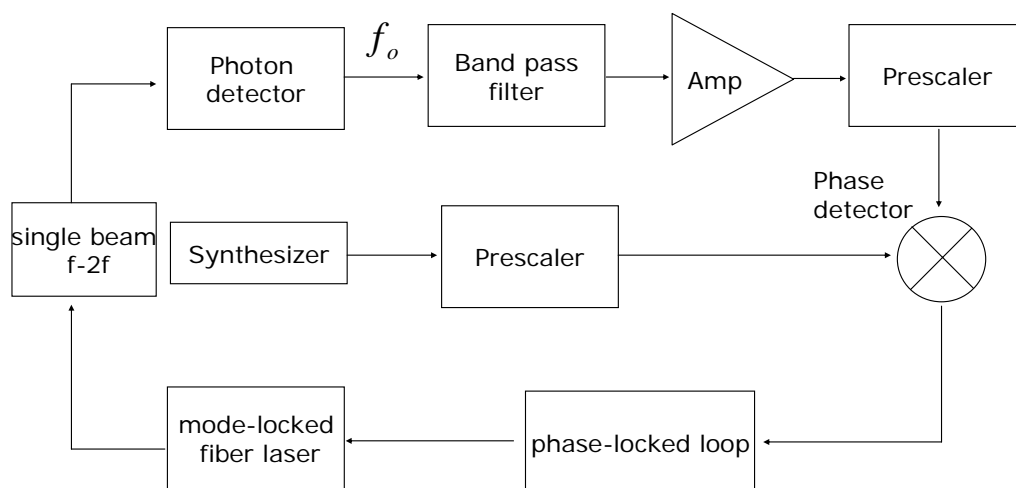 Photon
detector
f_o
Band pass
filter
Amp
Prescaler
Phase
detector
single beam
f-2f
Synthesizer
Prescaler
mode-locked
fiber laser
phase-locked loop